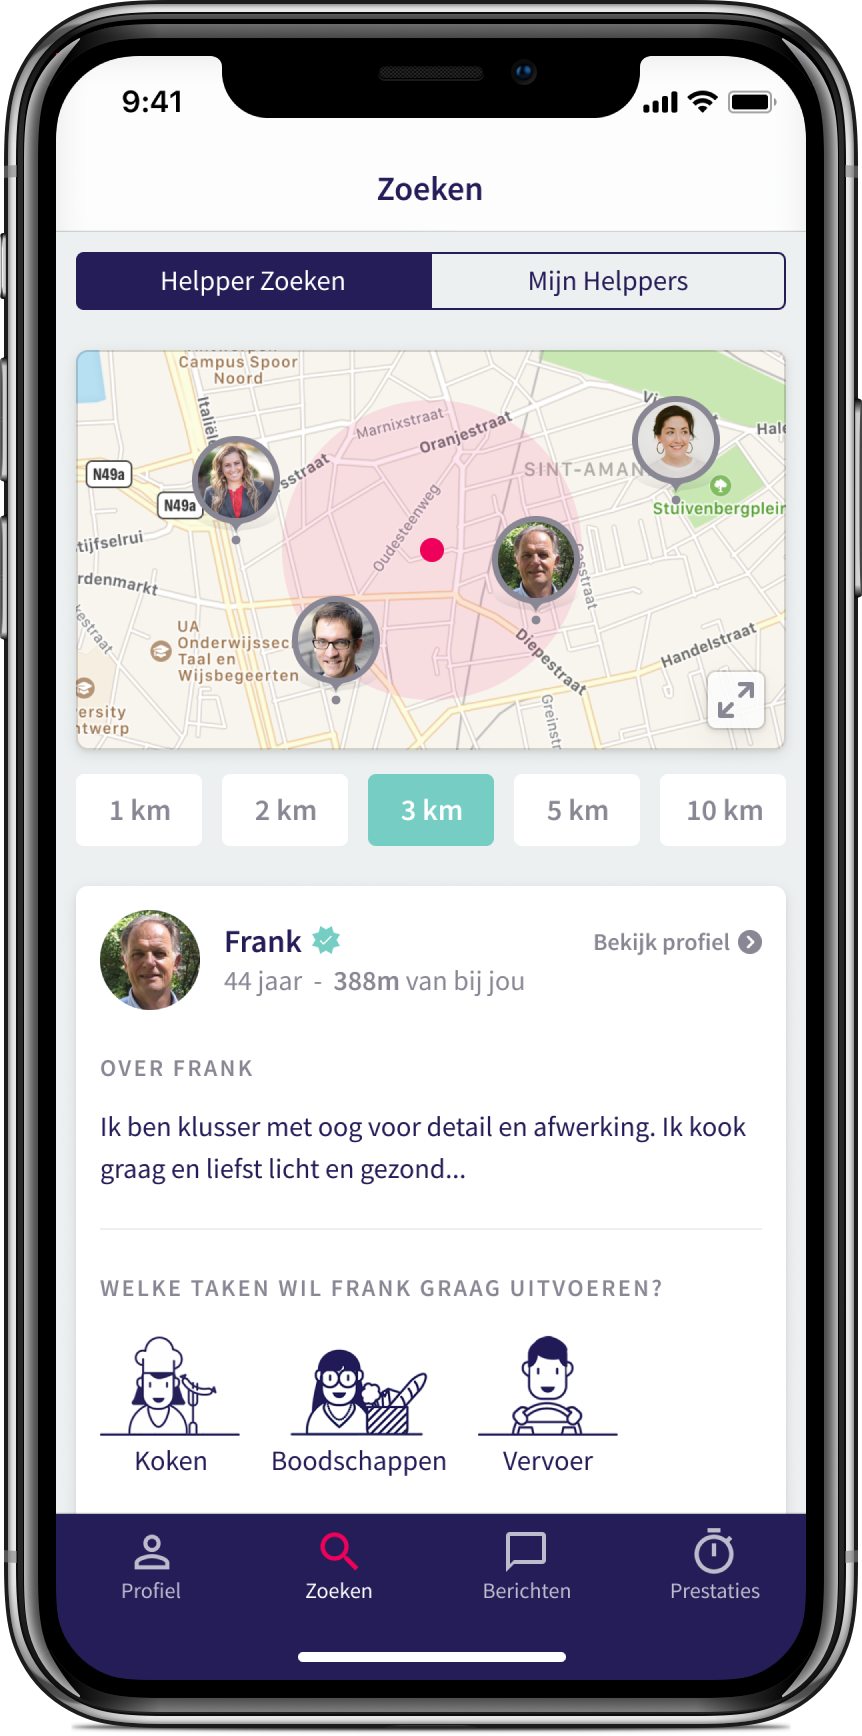 9:41
Zoeken
Helpper Zoeken
Mijn Helppers
Campus Spoor
Noord
Marnixstraat
Oranjestraat
SINT-AMAN
N49a
N49a
sstraat
Oudesteenweg
Stuivenbergplein
tijfselrui
rdenmarkt
kestraat
UA
Onderwijssec
Taal en
Wijsbegeerten
Diepestraat
Handelstraat
Greinstr
ersity
ntwerp
1 km
2 km
3 km
5 km
10 km
Frank
Bekijk profiel
44 jaar - 388m van bij jou
OVER FRANK
Ik ben klusser met oog voor detail en afwerking. Ik kook
graag en liefst licht en gezond...
WELKE TAKEN WIL FRANK GRAAG UITVOEREN?
Koken
Boodschappen
Vervoer
Profiel
Zoeken
Berichten
Prestaties